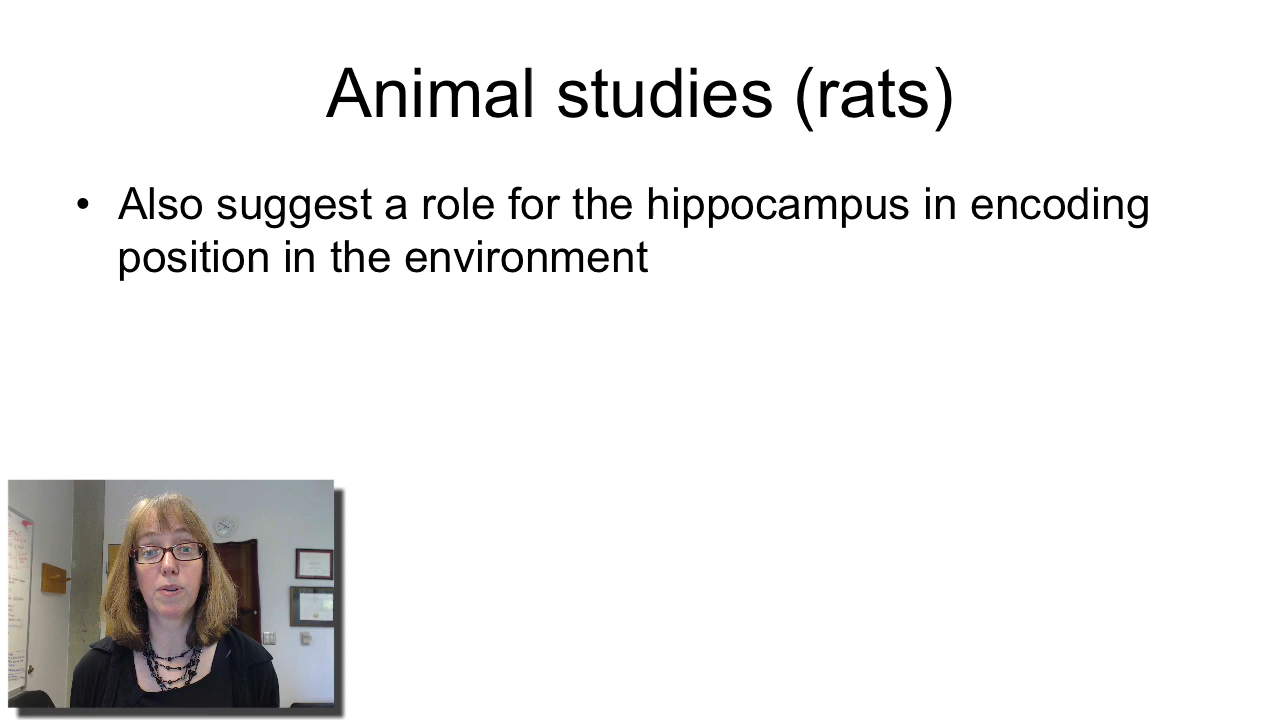 Animal studies (rats)
• Also suggest a role for the hippocampus in encoding
position in the environment